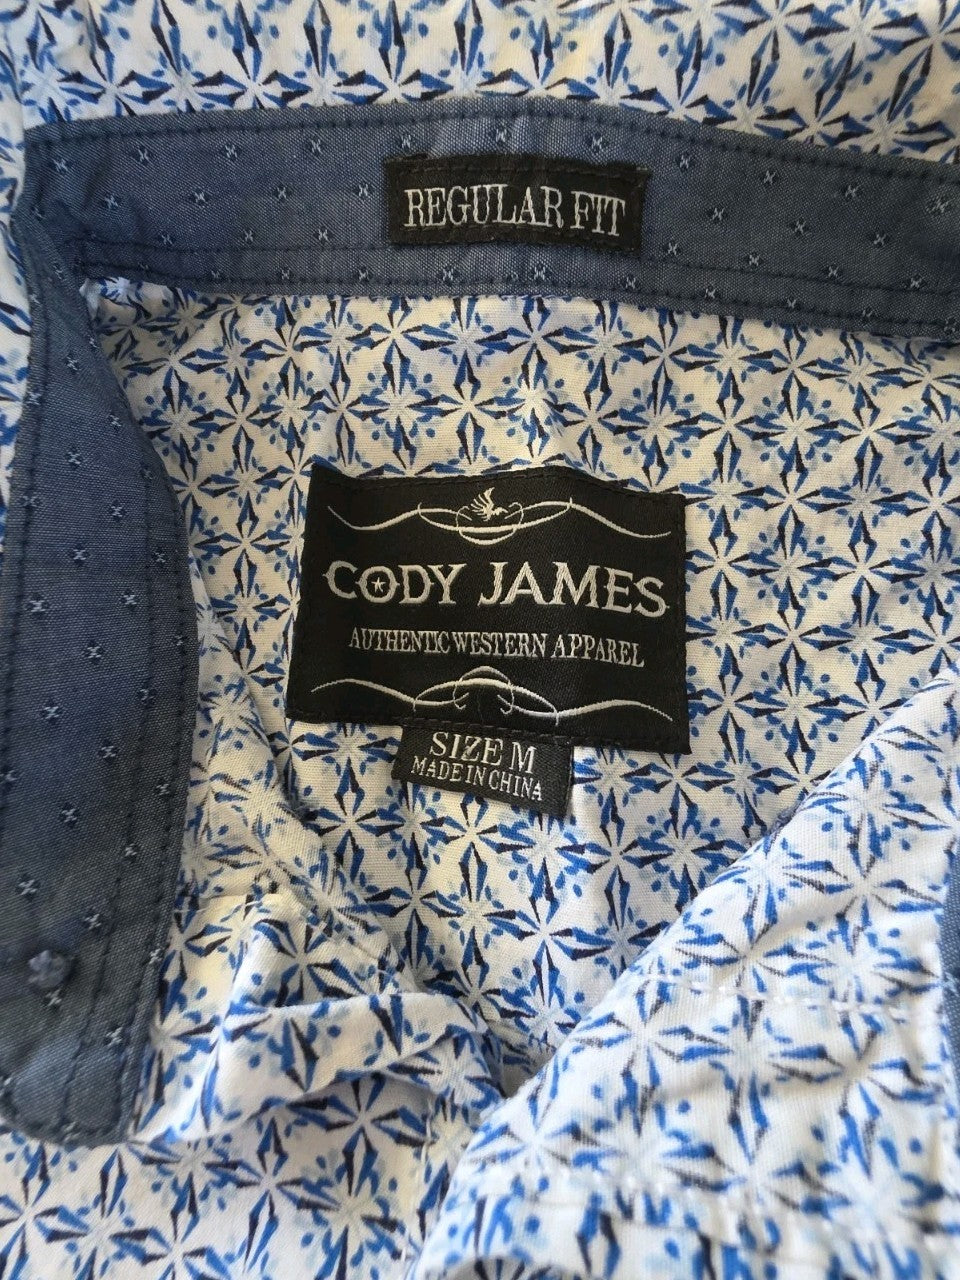 REGULAR FIT
CODY JAMES
AUTHENTIC WESTERN APPAREL
SIZE M
MADE IN CHINA